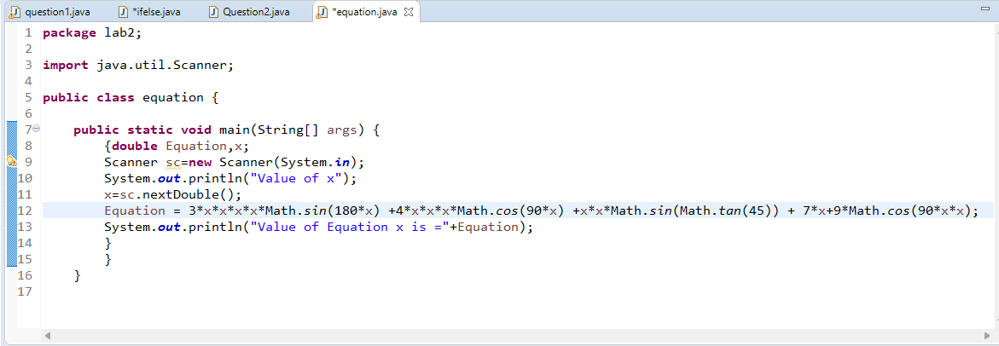 question1.java *ifelse.java Question2.java *equation.java
1 package lab2;
2
3 import java.util.Scanner;
4
5 public class equation {
6
7 public static void main(String[] args) {
8 {double Equation,x;
9 Scanner sc=new Scanner(System.in);
10 System.out.println("Value of x");
11 x=sc.nextDouble();
12 Equation = 3*x*x*x*x*Math.sin(180*x) +4*x*x*x*Math.cos(90*x) +x*x*Math.sin(Math.tan(45)) + 7*x+9*Math.cos(90*x*x);
13 System.out.println("Value of Equation x is ="+Equation);
14 }
15 }
16 }
17